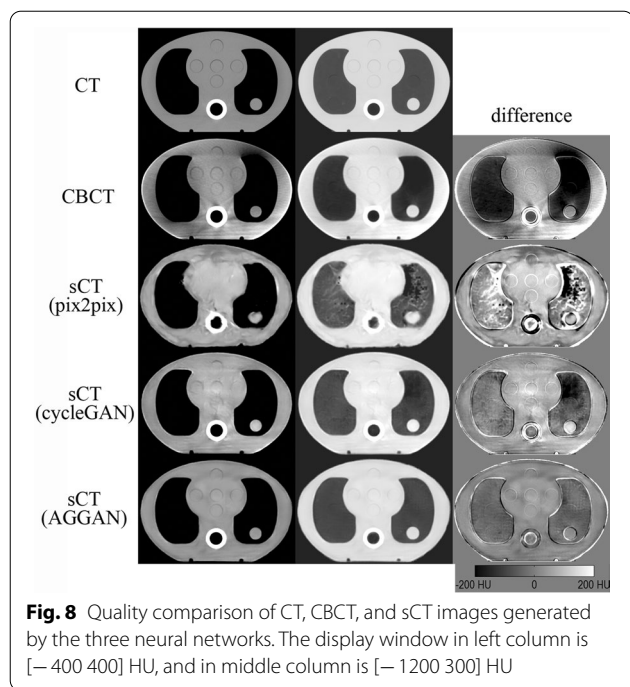 CT
difference
CBCT
sCT
(pix2pix)
sCT
(cycleGAN)
sCT
(AGGAN)
-200 HU 0 200 HU
Fig. 8 Quality comparison of CT, CBCT, and sCT images generated
by the three neural networks. The display window in left column is
[− 400 400] HU, and in middle column is [− 1200 300] HU